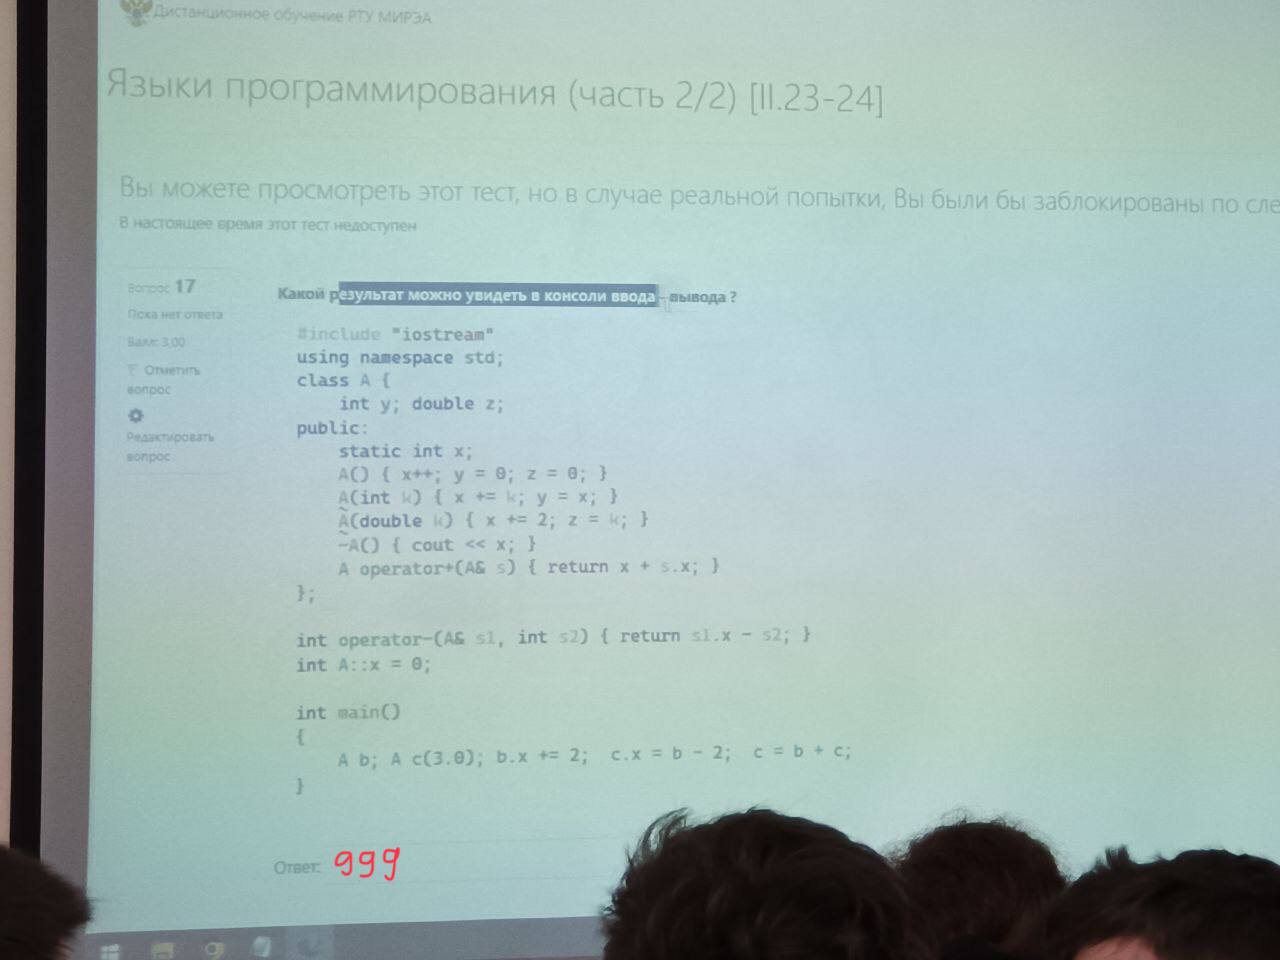 Дистанционное обучение РТУ МИРЭА
Языки программирования (часть 2/2) [II.23-24]
Вы можете просмотреть этот тест, но в случае реальной попытки, Вы были бы заблокированы по сле
В настоящее время этот тест недоступен
Вопрос 17
Пока нет ответа
Балл: 3,00
Отметить
вопрос
Редактировать
вопрос
Какой результат можно увидеть в консоли ввода - вывода ?
#include "iostream"
using namespace std;
class A {
    int y; double z;
public:
    static int x;
    A() { x++; y = 0; z = 0; }
    A(int k) { x += k; y = x; }
    A(double k) { x += 2; z = k; }
    ~A() { cout << x; }
    A operator+(A& s) { return x + s.x; }
};
int operator-(A& s1, int s2) { return s1.x - s2; }
int A::x = 0;
int main()
{
    A b; A c(3.0); b.x += 2;  c.x = b - 2;  c = b + c;
}
Ответ: 999